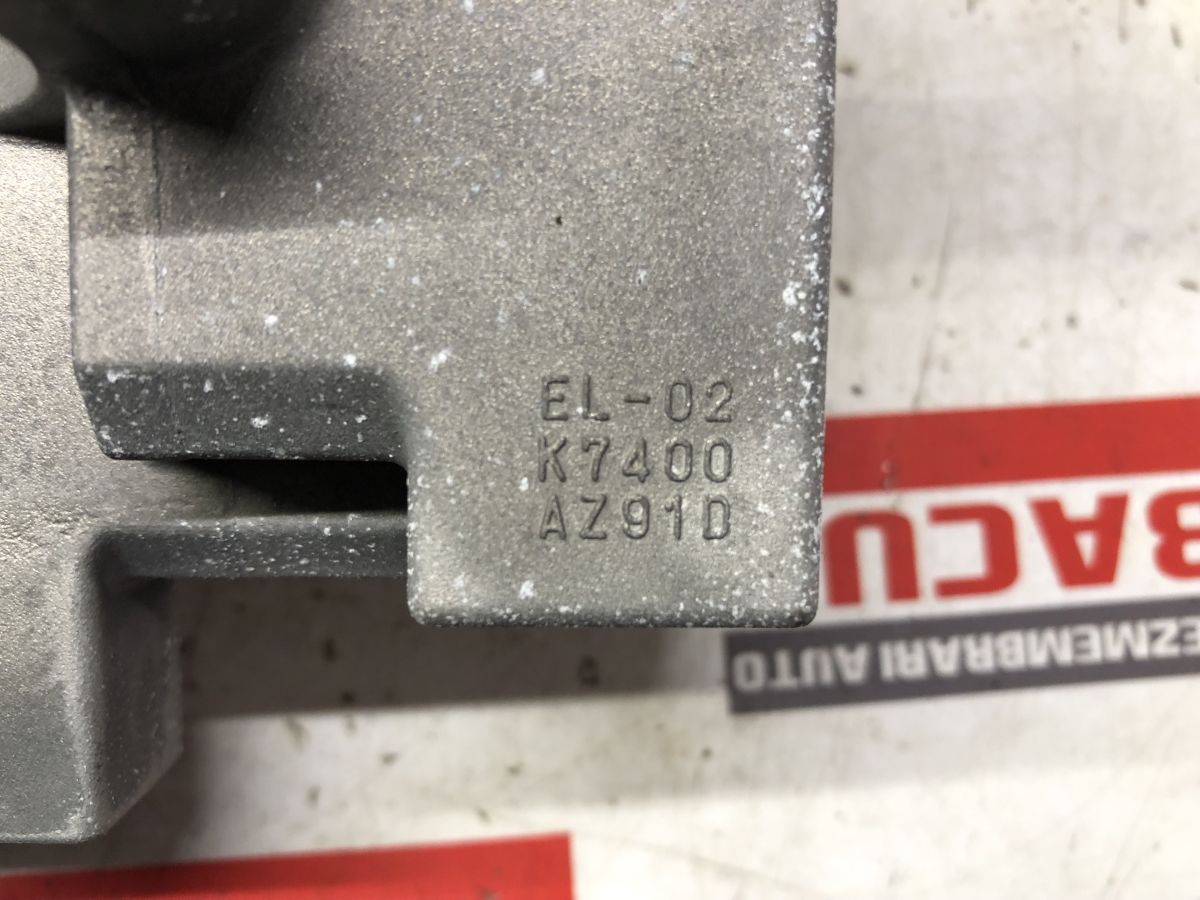 EL-02
K7400
AZ91D
BACU
EZMEMBRARI AUTO